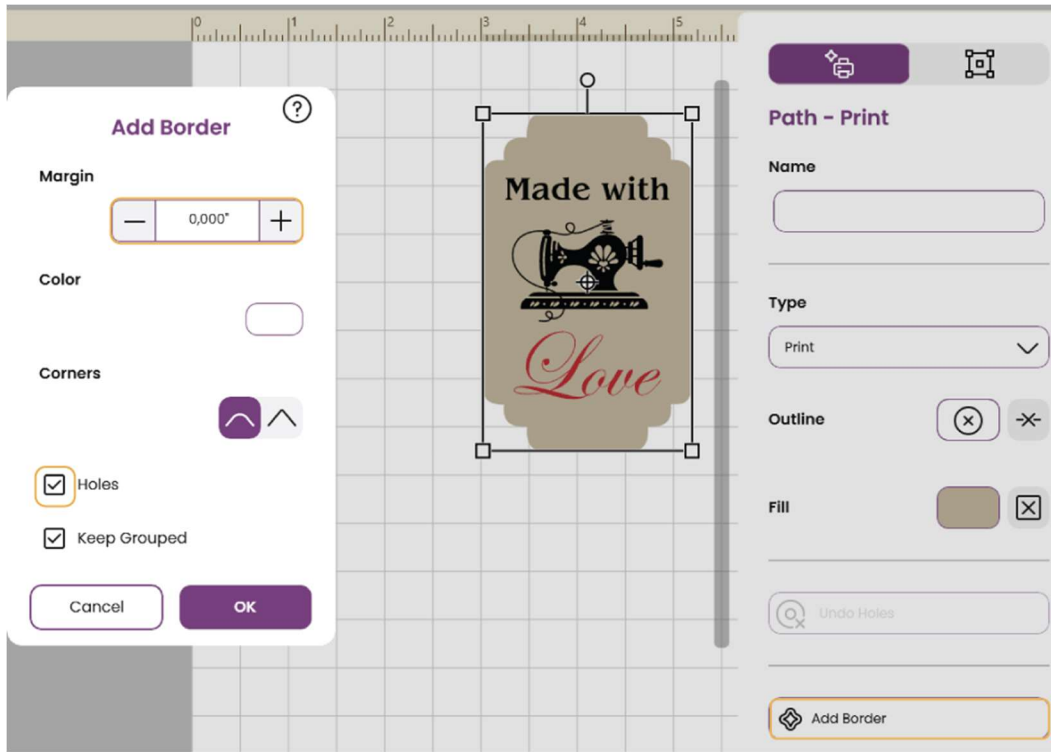 0 1 2 3 4 5
Add Border
?
Margin
0,000"
Color
Corners
Holes
Keep Grouped
Cancel
OK
Made with
Love
Path - Print
Name
Type
Print
Outline
Fill
Undo Holes
Add Border